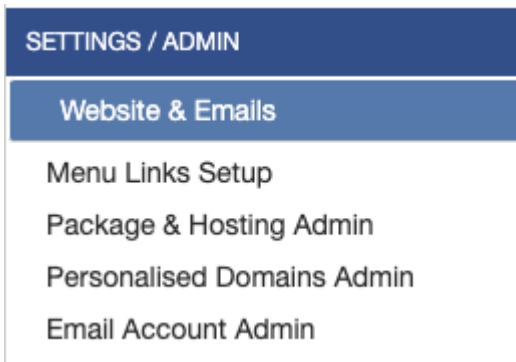 SETTINGS / ADMIN
Website & Emails
Menu Links Setup
Package & Hosting Admin
Personalised Domains Admin
Email Account Admin